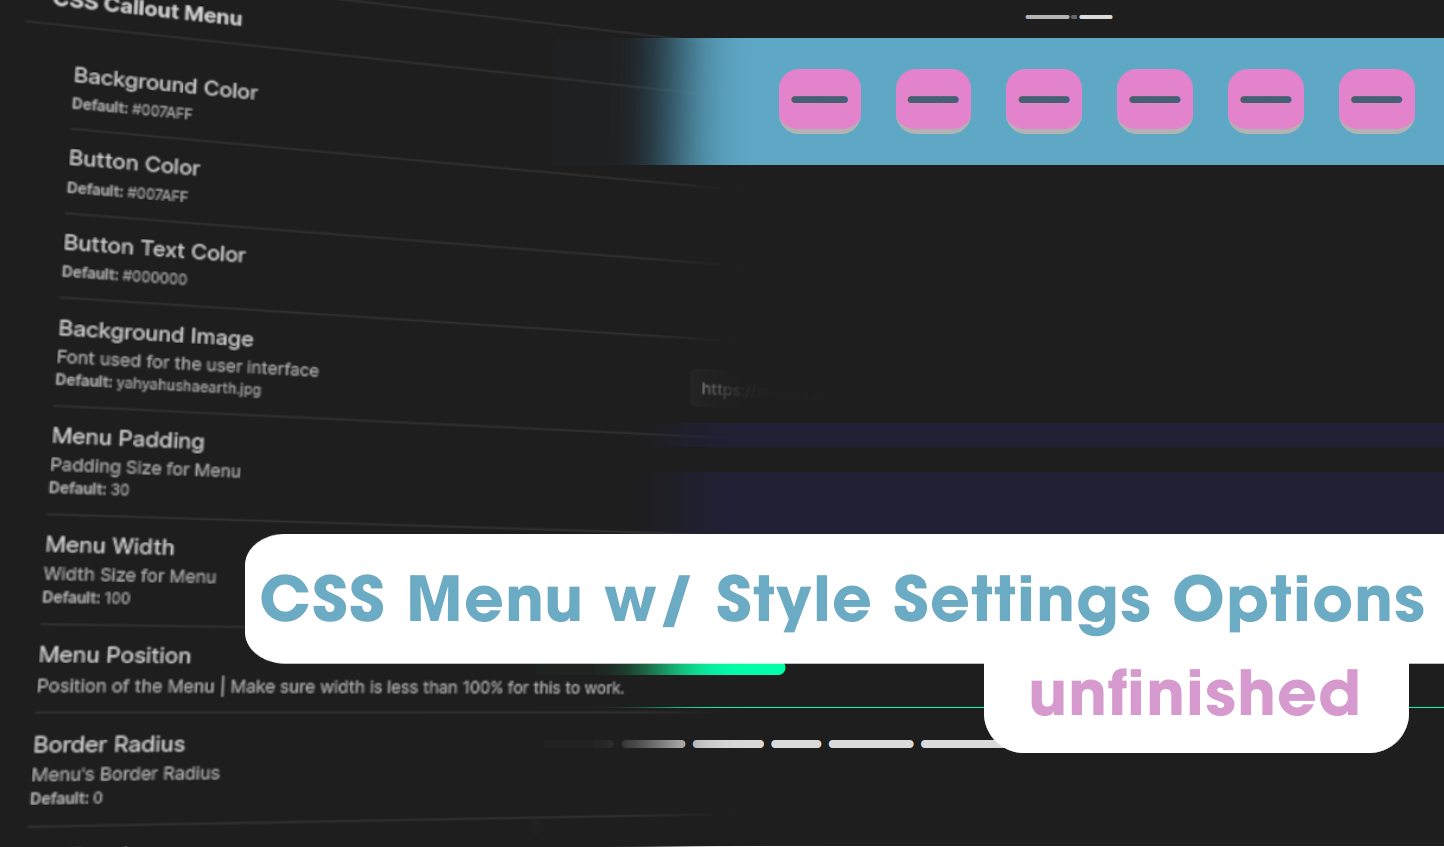 CSS Callout Menu
Background Color
Default: #007AFF
Button Color
Default: #007AFF
Button Text Color
Default: #000000
Background Image
Font used for the user interface
Default: yahyahushaearth.jpg
https://
Menu Padding
Padding Size for Menu
Default: 30
Menu Width
Width Size for Menu
Default: 100
CSS Menu w/ Style Settings Options
unfinished
Menu Position
Position of the Menu | Make sure width is less than 100% for this to work.
Border Radius
Menu's Border Radius
Default: 0